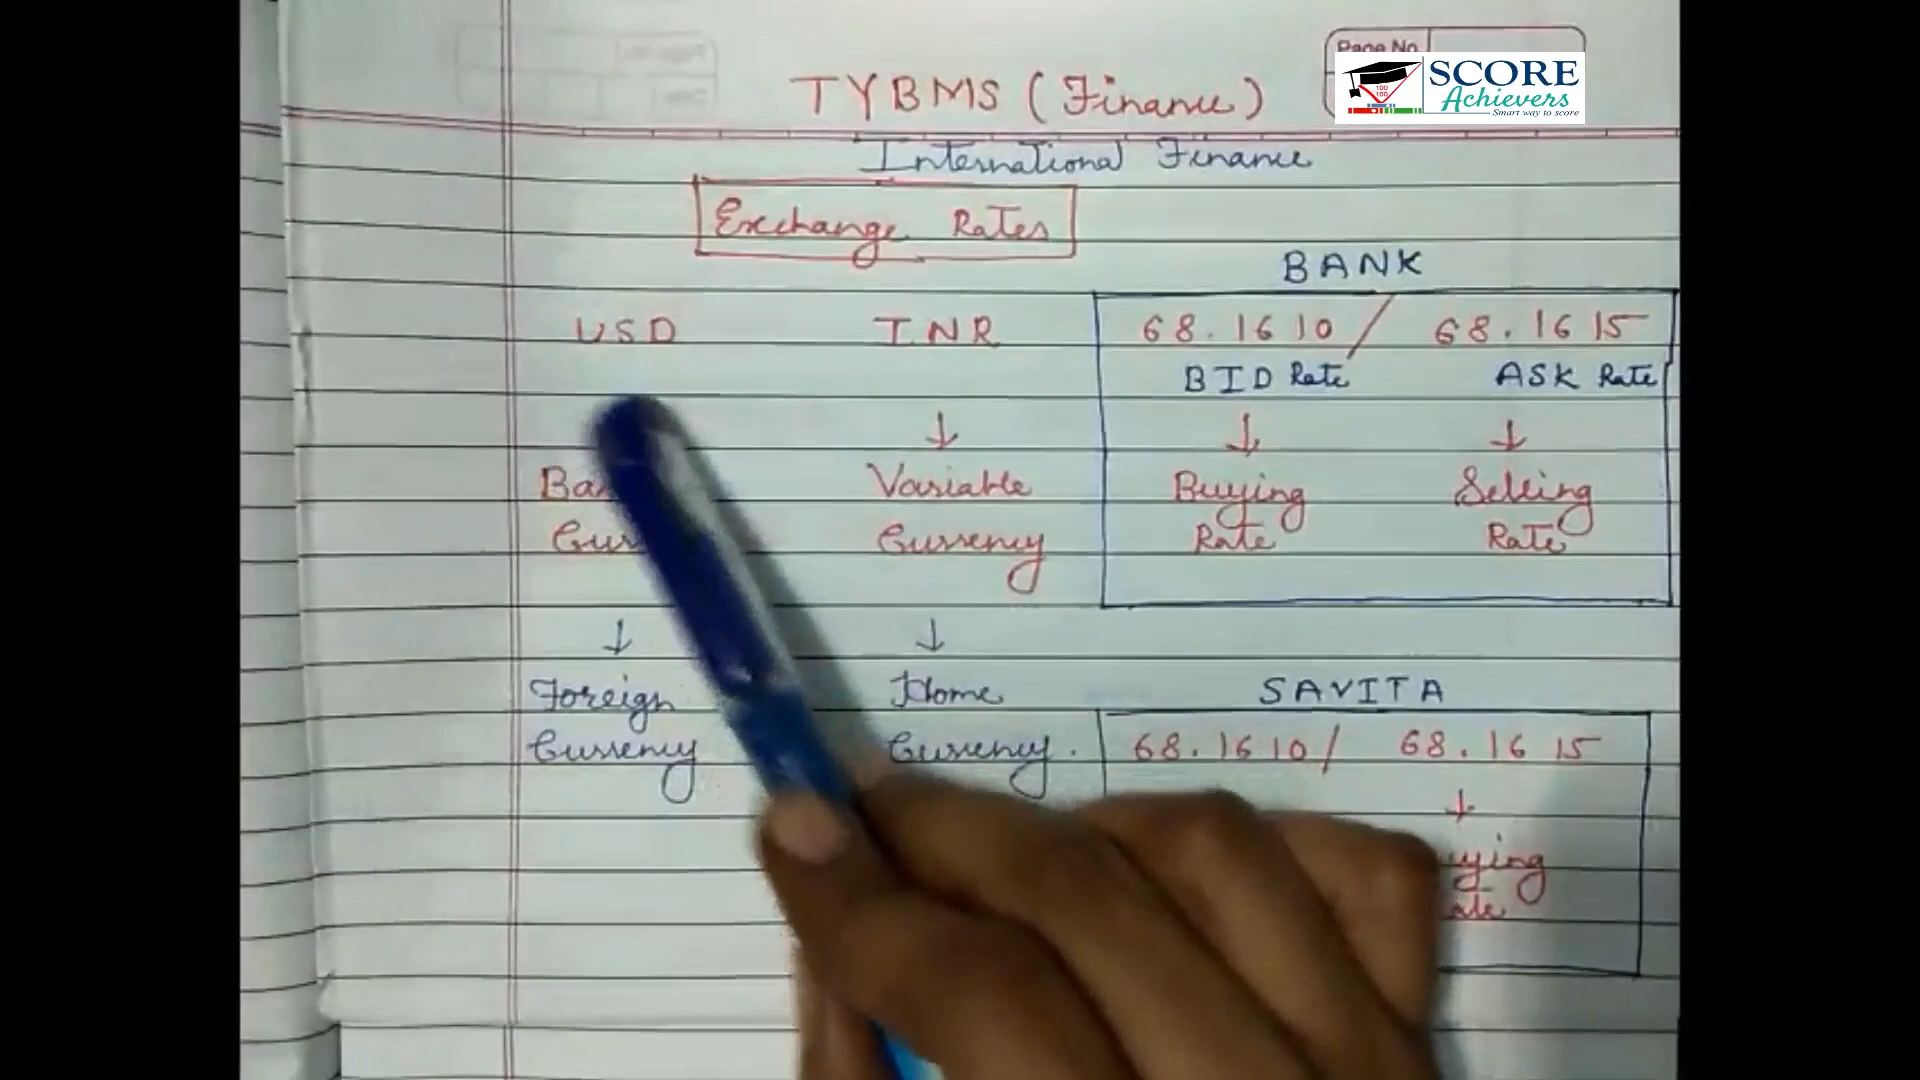 Page No.
SCORE
Achievers
Smart way to score
100
100
TYBMS (Finance)
International Finance
Exchange Rates
BANK
USD INR 68.1610 / 68.1615
BID Rate ASK Rate
Variable Buying Selling
Currency Rate Rate
Foreign Home SAVITA
Currency Currency. 68.1610 / 68.1615